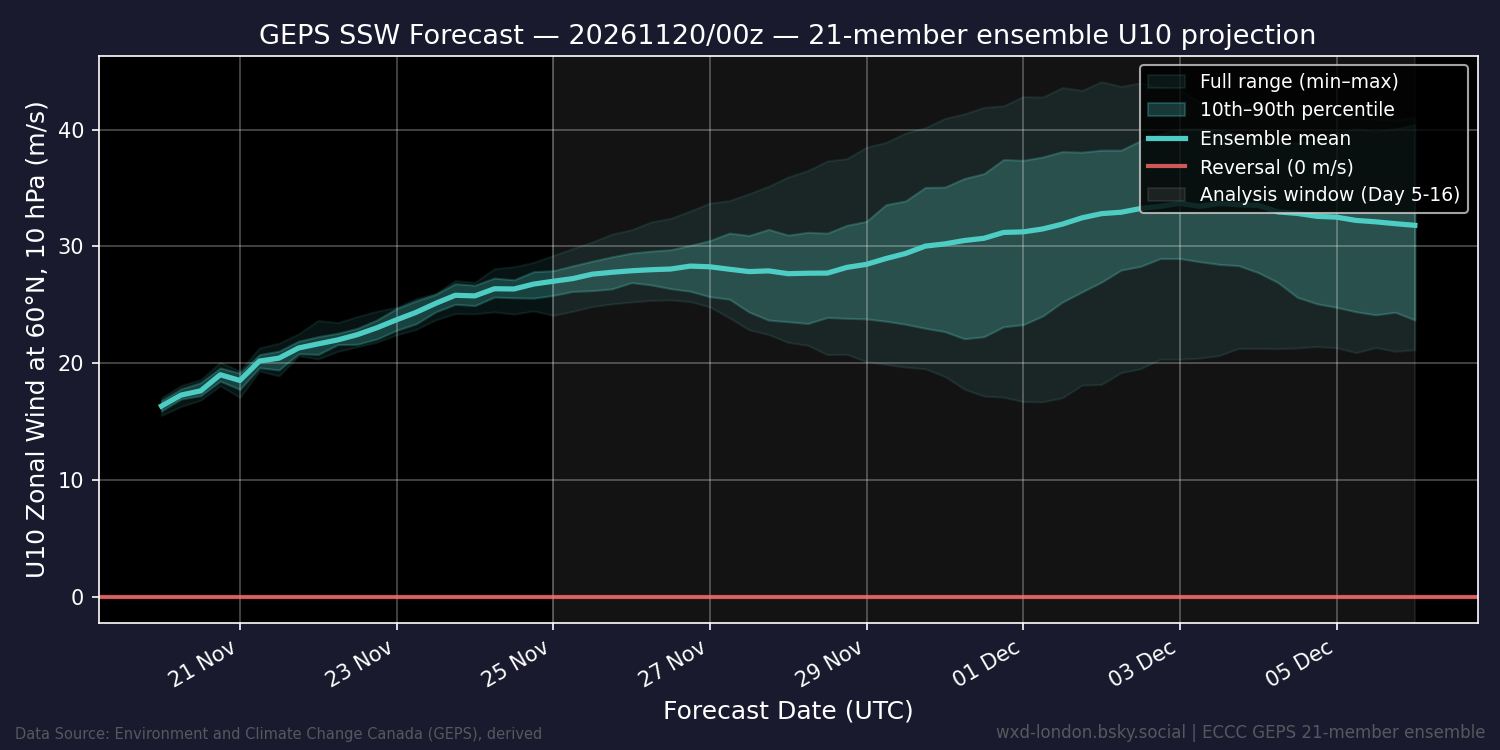 GEPS SSW Forecast — 20261120/00z — 21-member ensemble U10 projection
Full range (min–max)
10th–90th percentile
Ensemble mean
Reversal (0 m/s)
Analysis window (Day 5-16)
U10 Zonal Wind at 60°N, 10 hPa (m/s)
40
30
20
10
0
21 Nov
23 Nov
25 Nov
27 Nov
29 Nov
01 Dec
03 Dec
05 Dec
Forecast Date (UTC)
Data Source: Environment and Climate Change Canada (GEPS), derived
wxd-london.bsky.social | ECCC GEPS 21-member ensemble